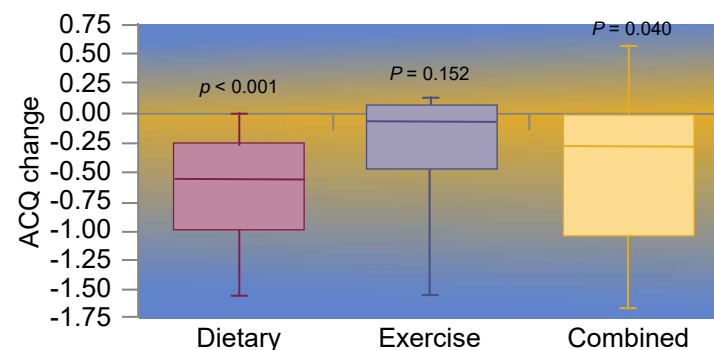 0.75
0.50
0.25
0.00
-0.25
-0.50
-0.75
-1.00
-1.25
-1.50
-1.75
ACQ change
p < 0.001
P = 0.152
P = 0.040
Dietary
Exercise
Combined